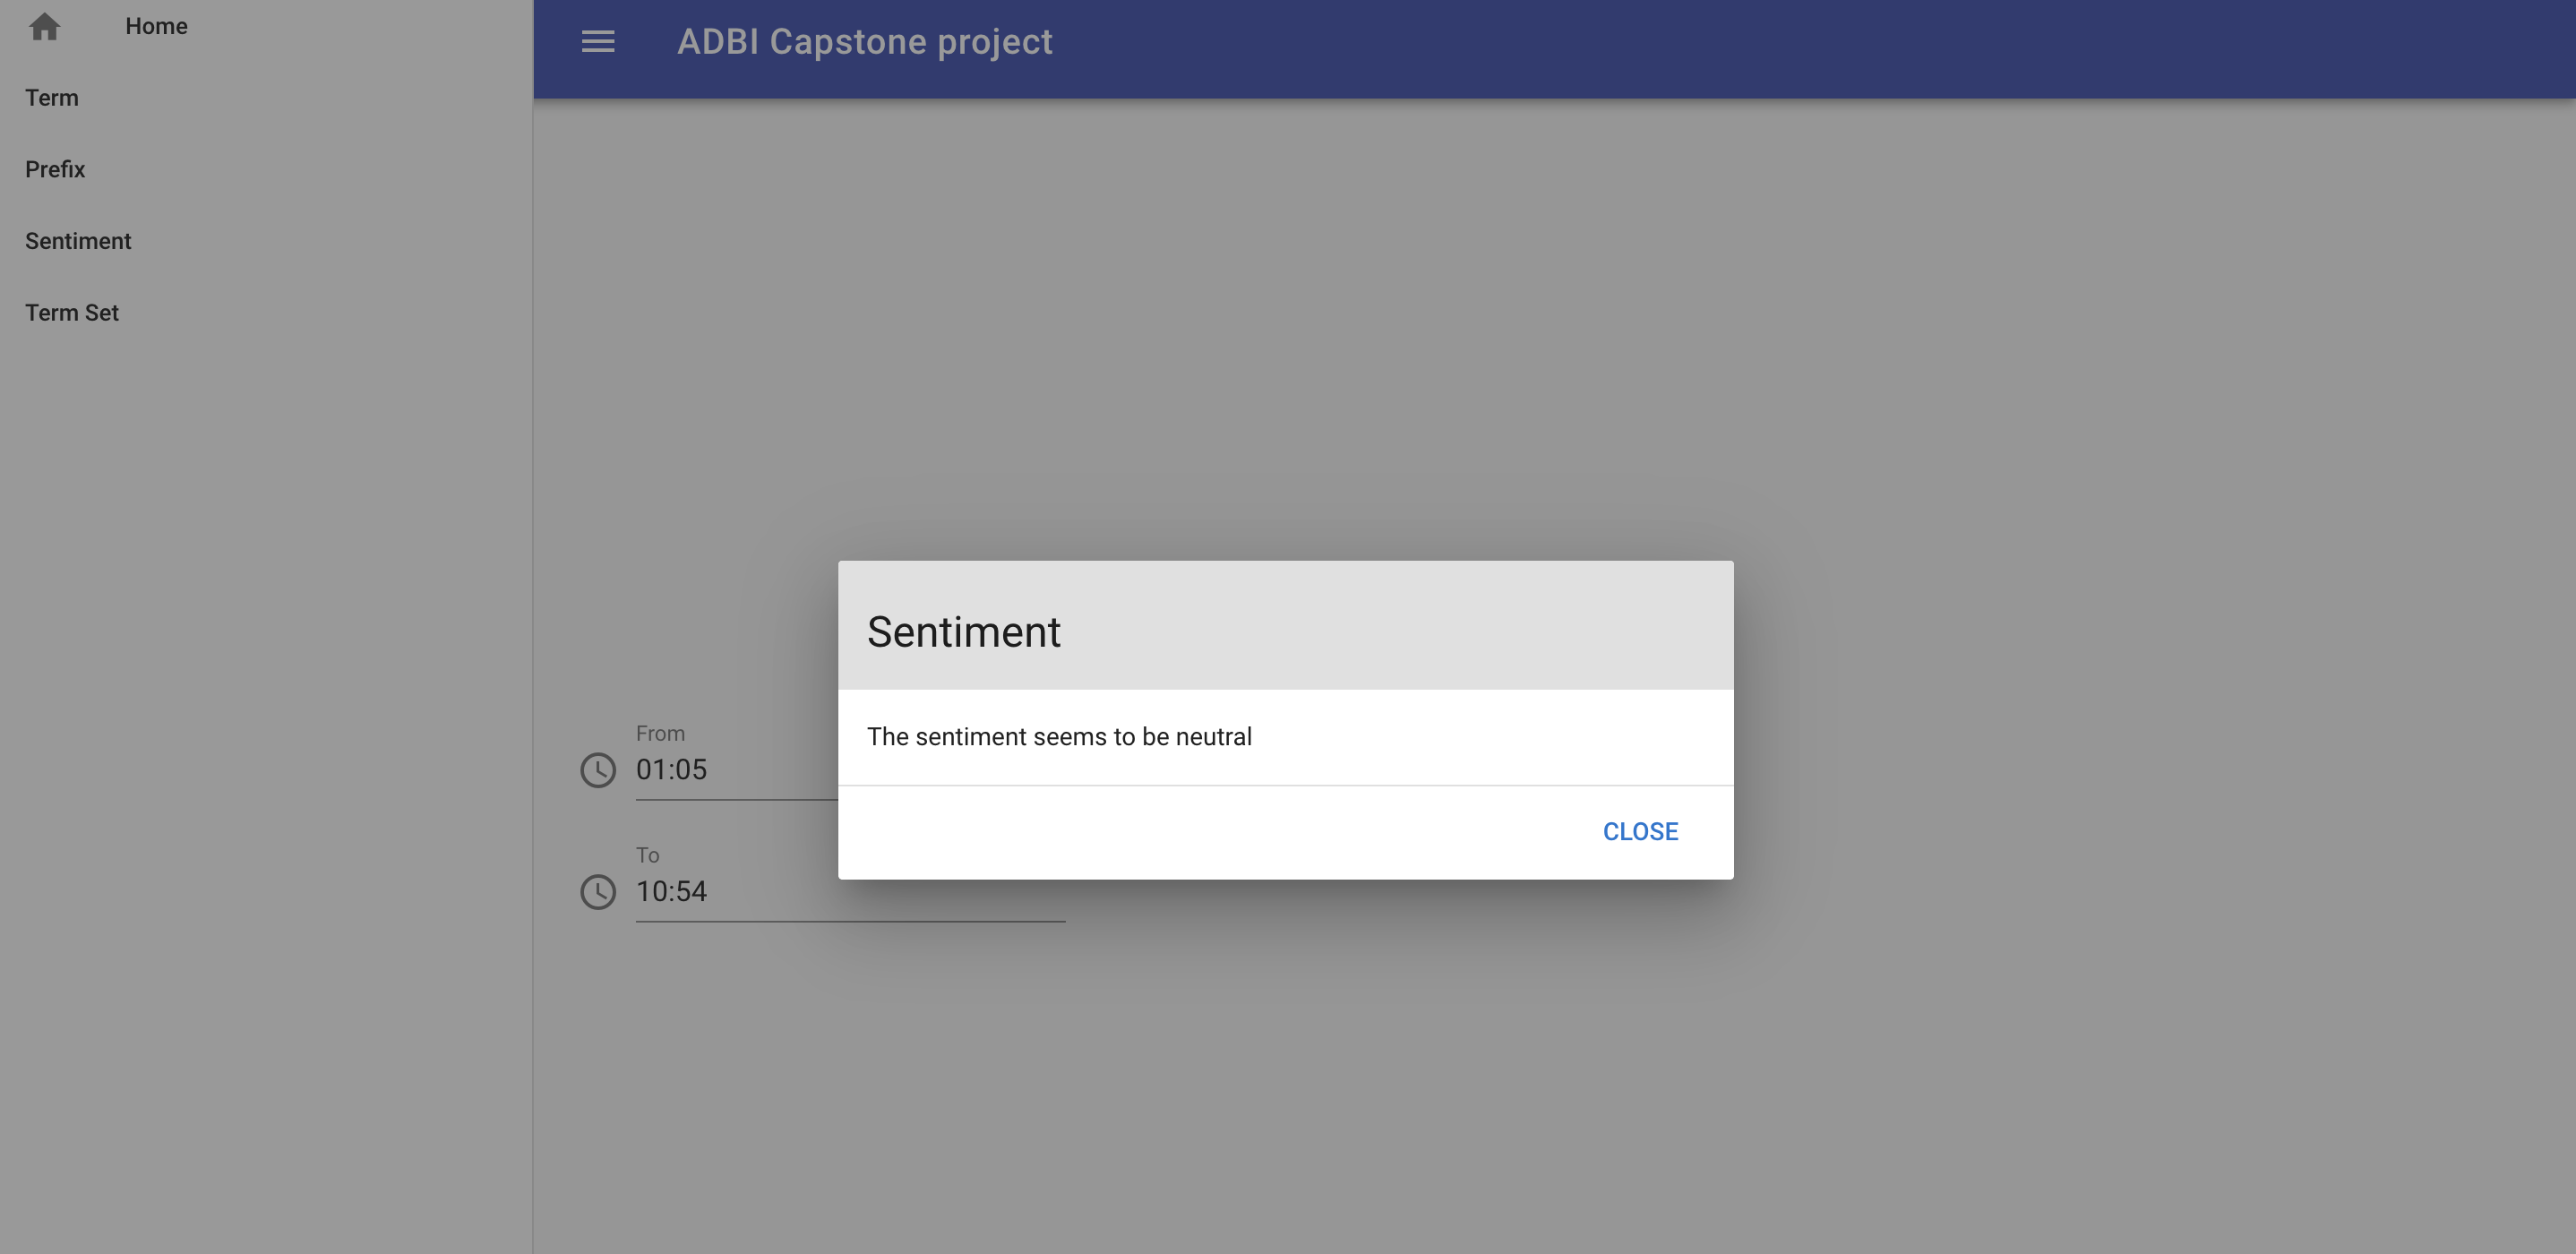 Home
Term
Prefix
Sentiment
Term Set
ADBI Capstone project
From
01:05
To
10:54
Sentiment
The sentiment seems to be neutral
CLOSE